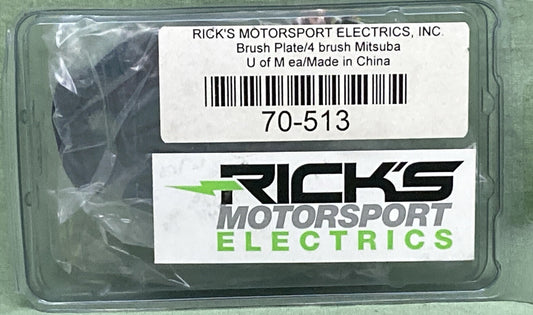 RICK'S MOTORSPORT ELECTRICS, INC.
Brush Plate/4 brush Mitsuba
U of M ea/Made in China
70-513
RICK'S
MOTORSPORT
ELECTRICS